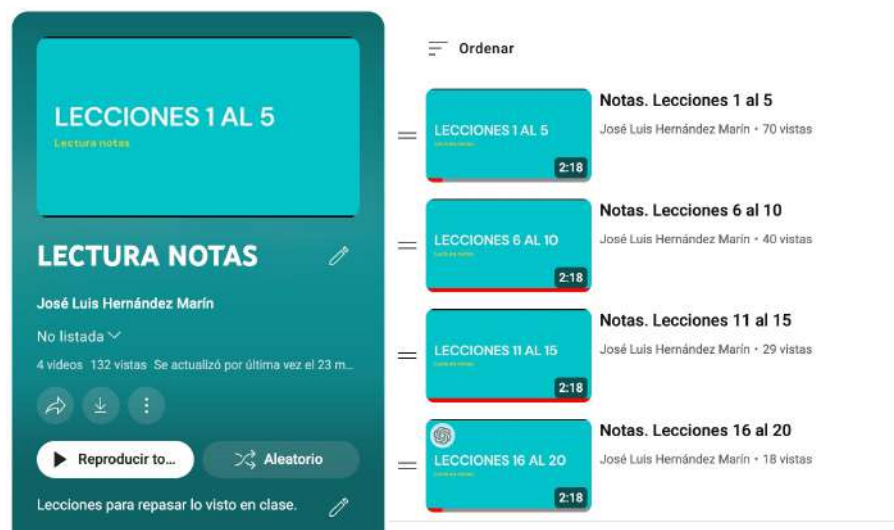 LECCIONES 1 AL 5
Lectura notas
LECTURA NOTAS
José Luis Hernández Marín
No listada
4 videos 132 vistas Se actualizó por última vez el 23 m...
Reproducir to...
Aleatorio
Lecciones para repasar lo visto en clase.
Ordenar
LECCIONES 1 AL 5
2:18
Notas. Lecciones 1 al 5
José Luis Hernández Marín • 70 vistas
LECCIONES 6 AL 10
2:18
Notas. Lecciones 6 al 10
José Luis Hernández Marín • 40 vistas
LECCIONES 11 AL 15
2:18
Notas. Lecciones 11 al 15
José Luis Hernández Marín • 29 vistas
LECCIONES 16 AL 20
2:18
Notas. Lecciones 16 al 20
José Luis Hernández Marín • 18 vistas